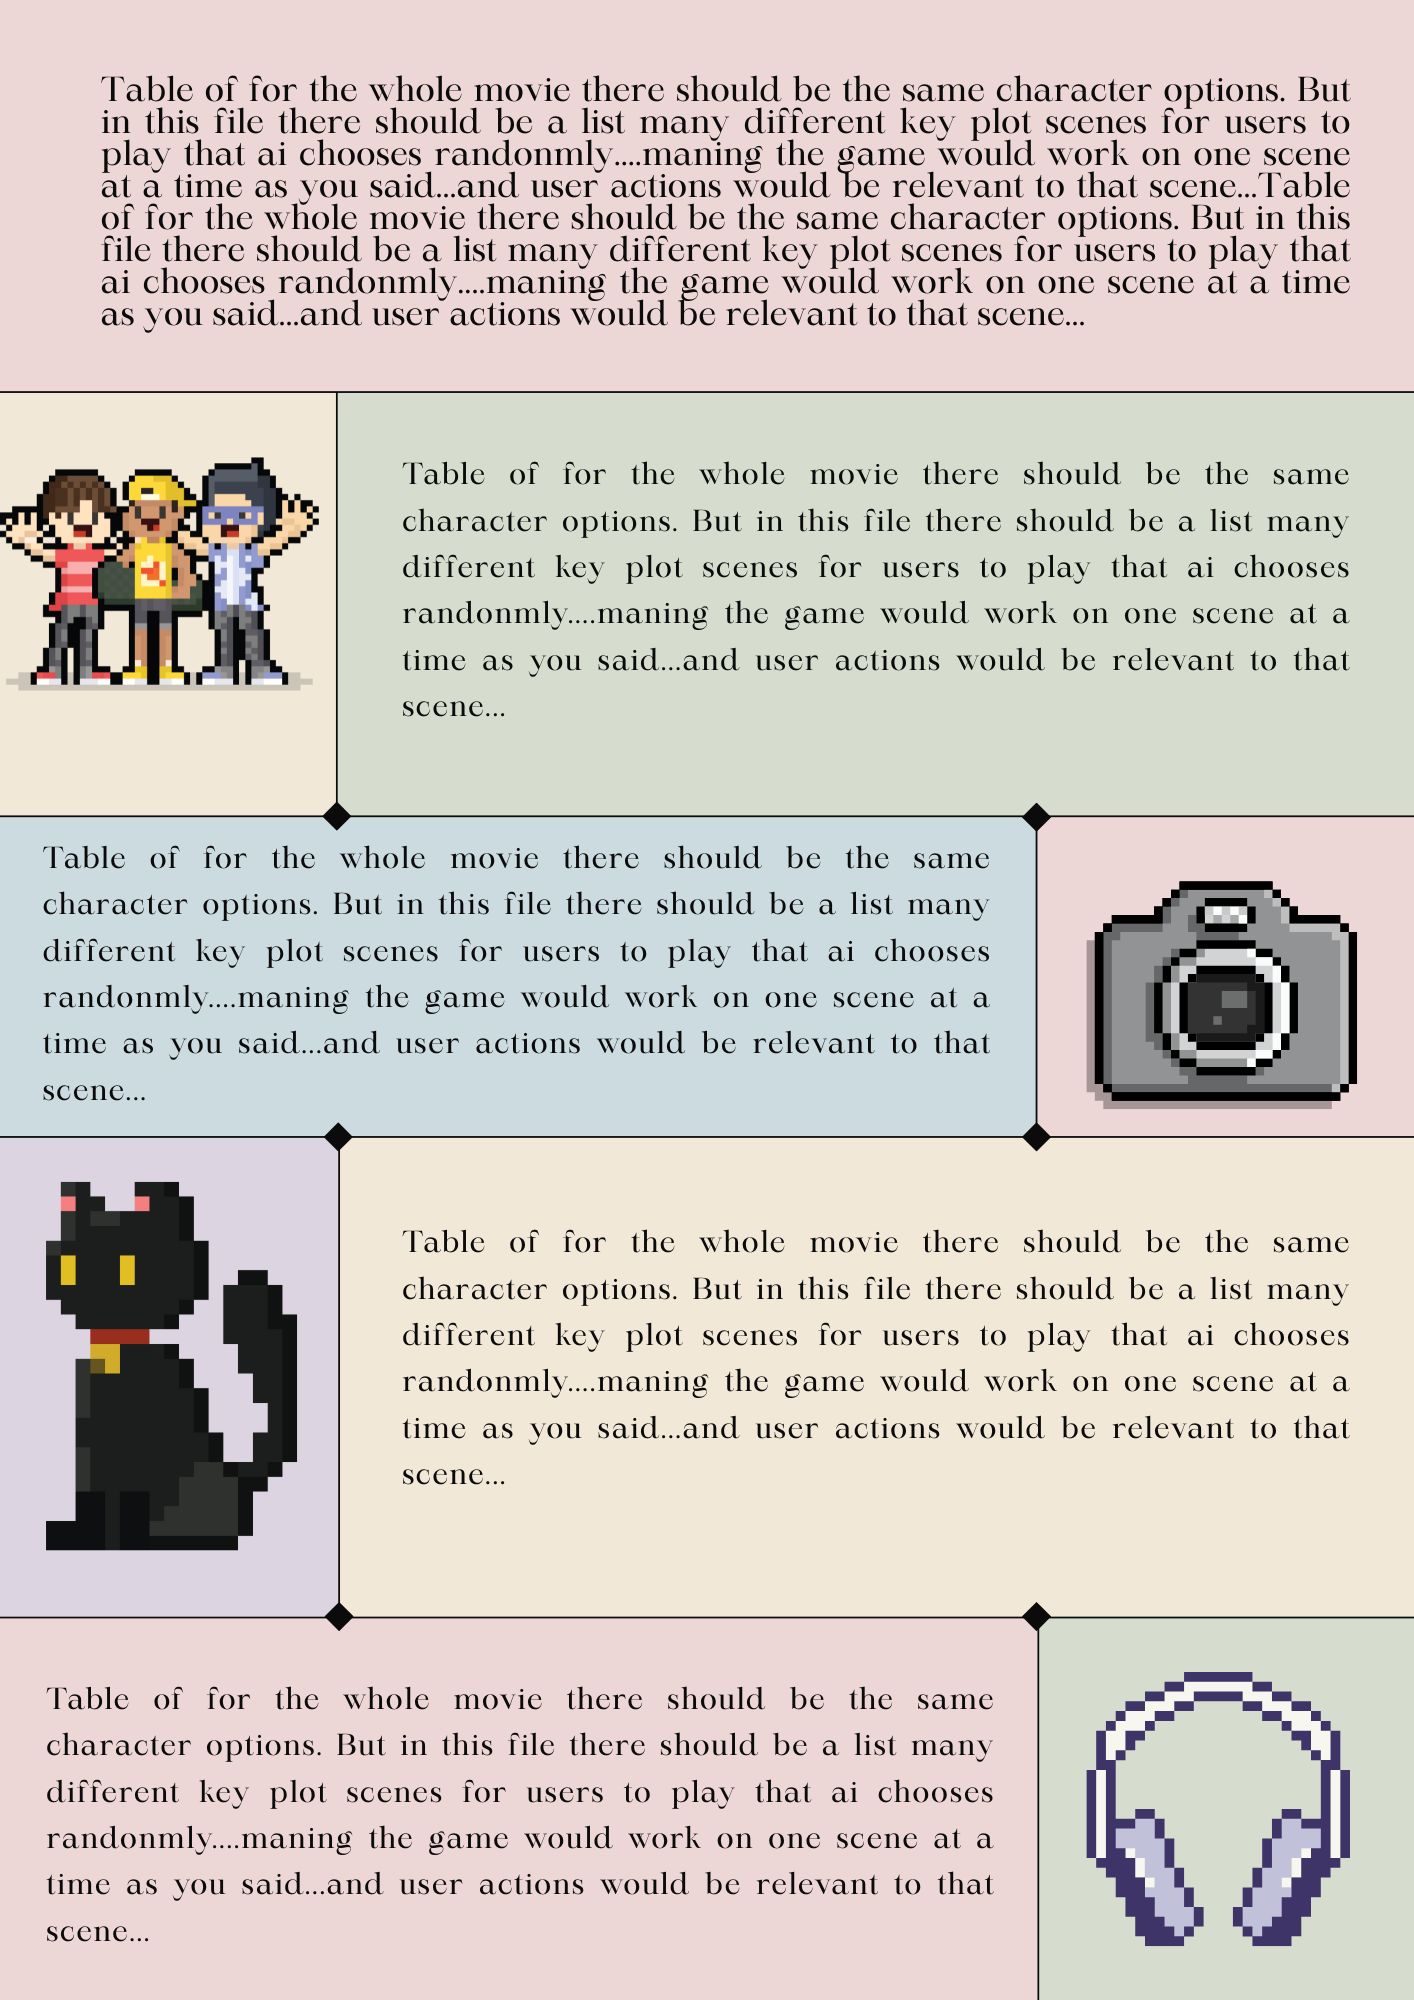 Table of for the whole movie there should be the same character options. But
in this file there should be a list many different key plot scenes for users to
play that ai chooses randonmly....maning the game would work on one scene
at a time as you said...and user actions would be relevant to that scene...Table
of for the whole movie there should be the same character options. But in this
file there should be a list many different key plot scenes for users to play that
ai chooses randonmly....maning the game would work on one scene at a time
as you said...and user actions would be relevant to that scene...
Table of for the whole movie there should be the same
character options. But in this file there should be a list many
different key plot scenes for users to play that ai chooses
randonmly....maning the game would work on one scene at a
time as you said...and user actions would be relevant to that
scene...
Table of for the whole movie there should be the same
character options. But in this file there should be a list many
different key plot scenes for users to play that ai chooses
randonmly....maning the game would work on one scene at a
time as you said...and user actions would be relevant to that
scene...
Table of for the whole movie there should be the same
character options. But in this file there should be a list many
different key plot scenes for users to play that ai chooses
randonmly....maning the game would work on one scene at a
time as you said...and user actions would be relevant to that
scene...
Table of for the whole movie there should be the same
character options. But in this file there should be a list many
different key plot scenes for users to play that ai chooses
randonmly....maning the game would work on one scene at a
time as you said...and user actions would be relevant to that
scene...